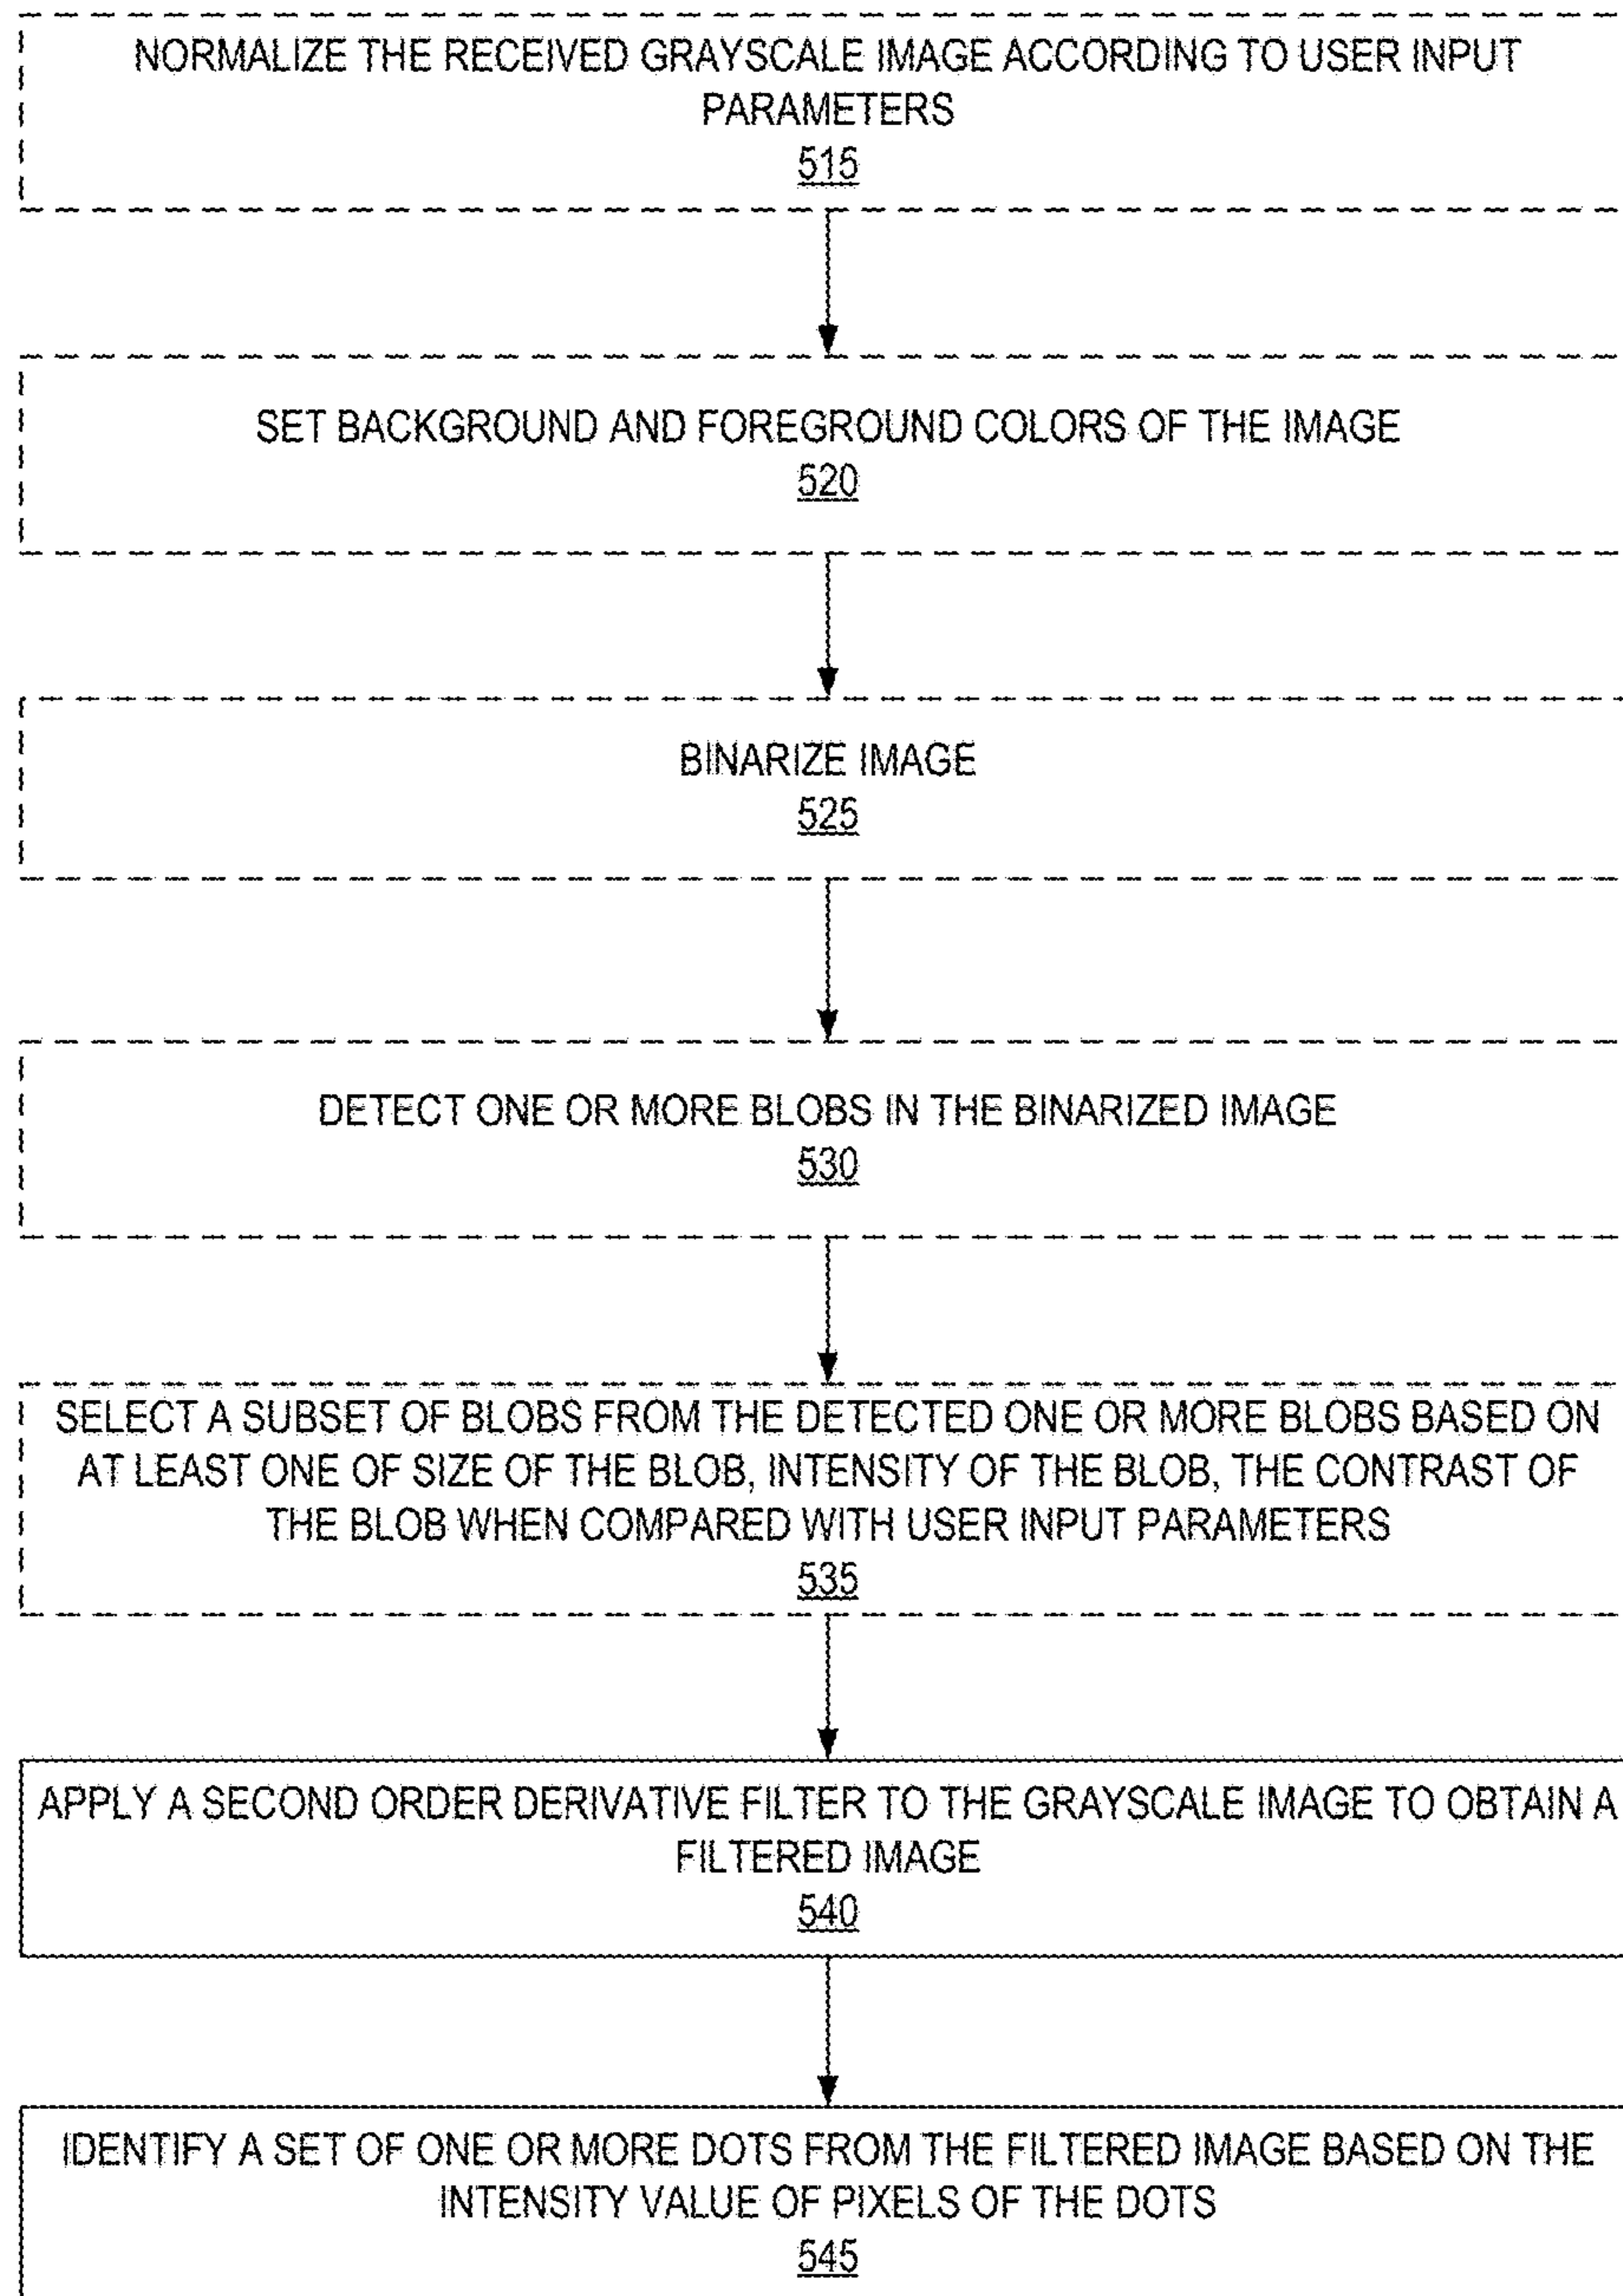 NORMALIZE THE RECEIVED GRAYSCALE IMAGE ACCORDING TO USER INPUT
PARAMETERS
515
SET BACKGROUND AND FOREGROUND COLORS OF THE IMAGE
520
BINARIZE IMAGE
525
DETECT ONE OR MORE BLOBS IN THE BINARIZED IMAGE
530
SELECT A SUBSET OF BLOBS FROM THE DETECTED ONE OR MORE BLOBS BASED ON
AT LEAST ONE OF SIZE OF THE BLOB, INTENSITY OF THE BLOB, THE CONTRAST OF
THE BLOB WHEN COMPARED WITH USER INPUT PARAMETERS
535
APPLY A SECOND ORDER DERIVATIVE FILTER TO THE GRAYSCALE IMAGE TO OBTAIN A
FILTERED IMAGE
540
IDENTIFY A SET OF ONE OR MORE DOTS FROM THE FILTERED IMAGE BASED ON THE
INTENSITY VALUE OF PIXELS OF THE DOTS
545